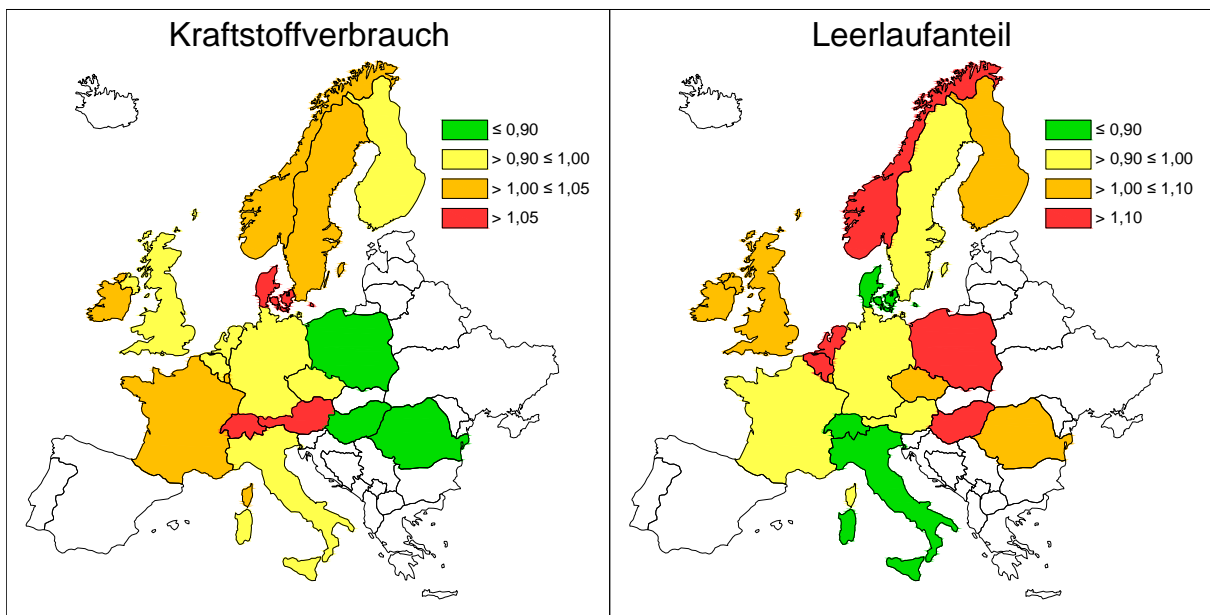 Kraftstoffverbrauch
≤ 0,90
> 0,90 ≤ 1,00
> 1,00 ≤ 1,05
> 1,05
Leerlaufanteil
≤ 0,90
> 0,90 ≤ 1,00
> 1,00 ≤ 1,10
> 1,10